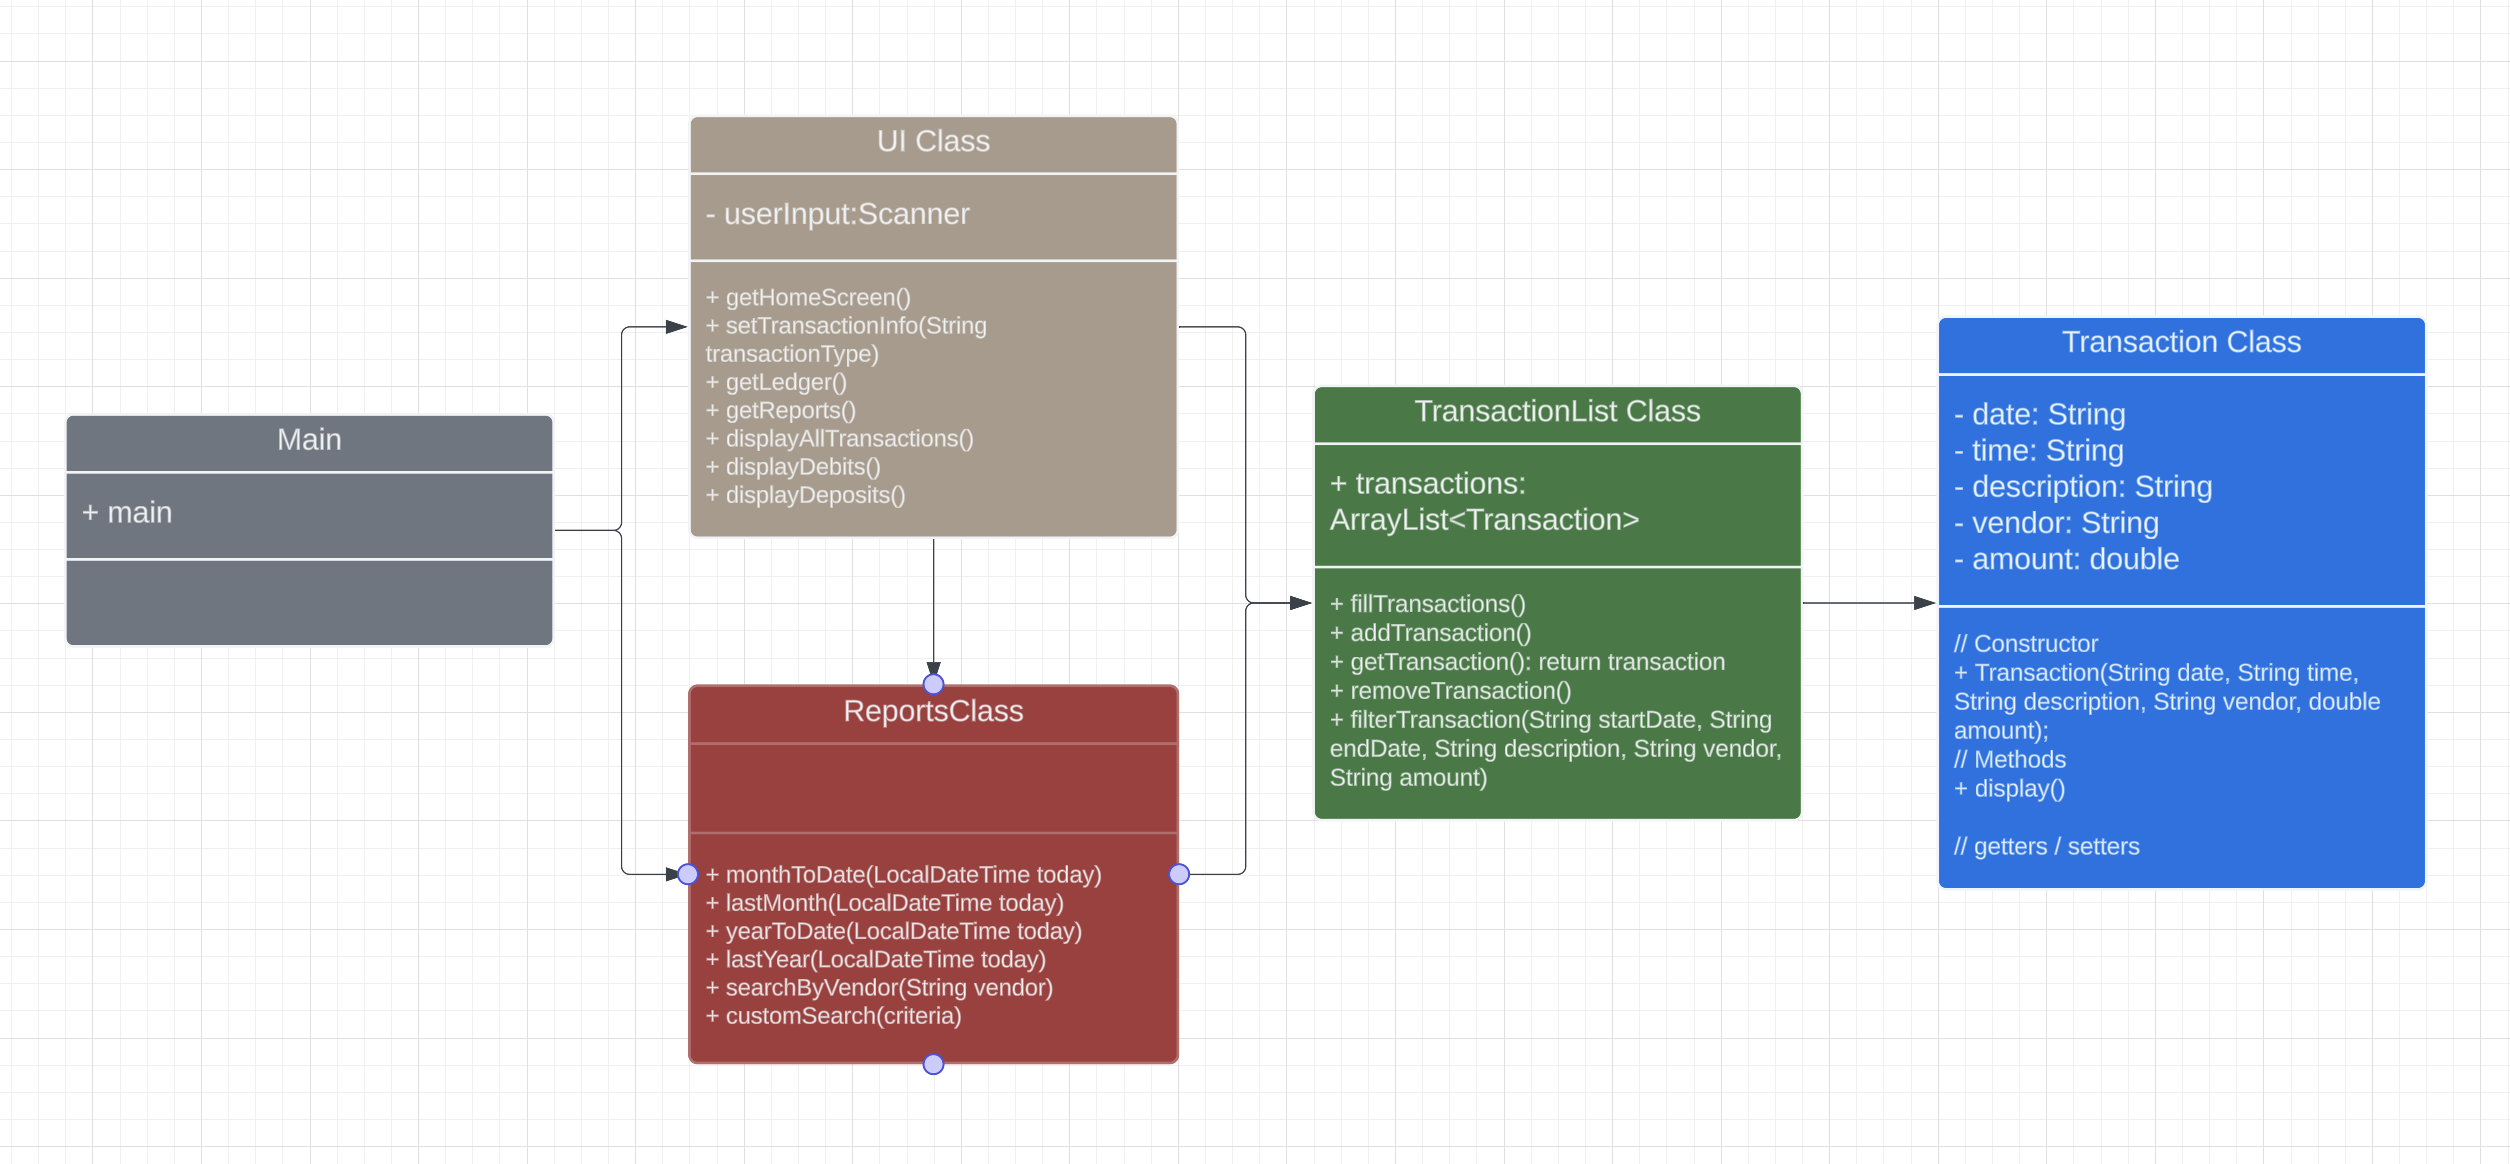 Main
+ main
UI Class
- userInput:Scanner
+ getHomeScreen()
+ setTransactionInfo(String
transactionType)
+ getLedger()
+ getReports()
+ displayAllTransactions()
+ displayDebits()
+ displayDeposits()
ReportsClass
+ monthToDate(LocalDateTime today)
+ lastMonth(LocalDateTime today)
+ yearToDate(LocalDateTime today)
+ lastYear(LocalDateTime today)
+ searchByVendor(String vendor)
+ customSearch(criteria)
TransactionList Class
+ transactions:
ArrayList<Transaction>
+ fillTransactions()
+ addTransaction()
+ getTransaction(): return transaction
+ removeTransaction()
+ filterTransaction(String startDate, String
endDate, String description, String vendor,
String amount)
Transaction Class
- date: String
- time: String
- description: String
- vendor: String
- amount: double
// Constructor
+ Transaction(String date, String time,
String description, String vendor, double
amount);
// Methods
+ display()
// getters / setters